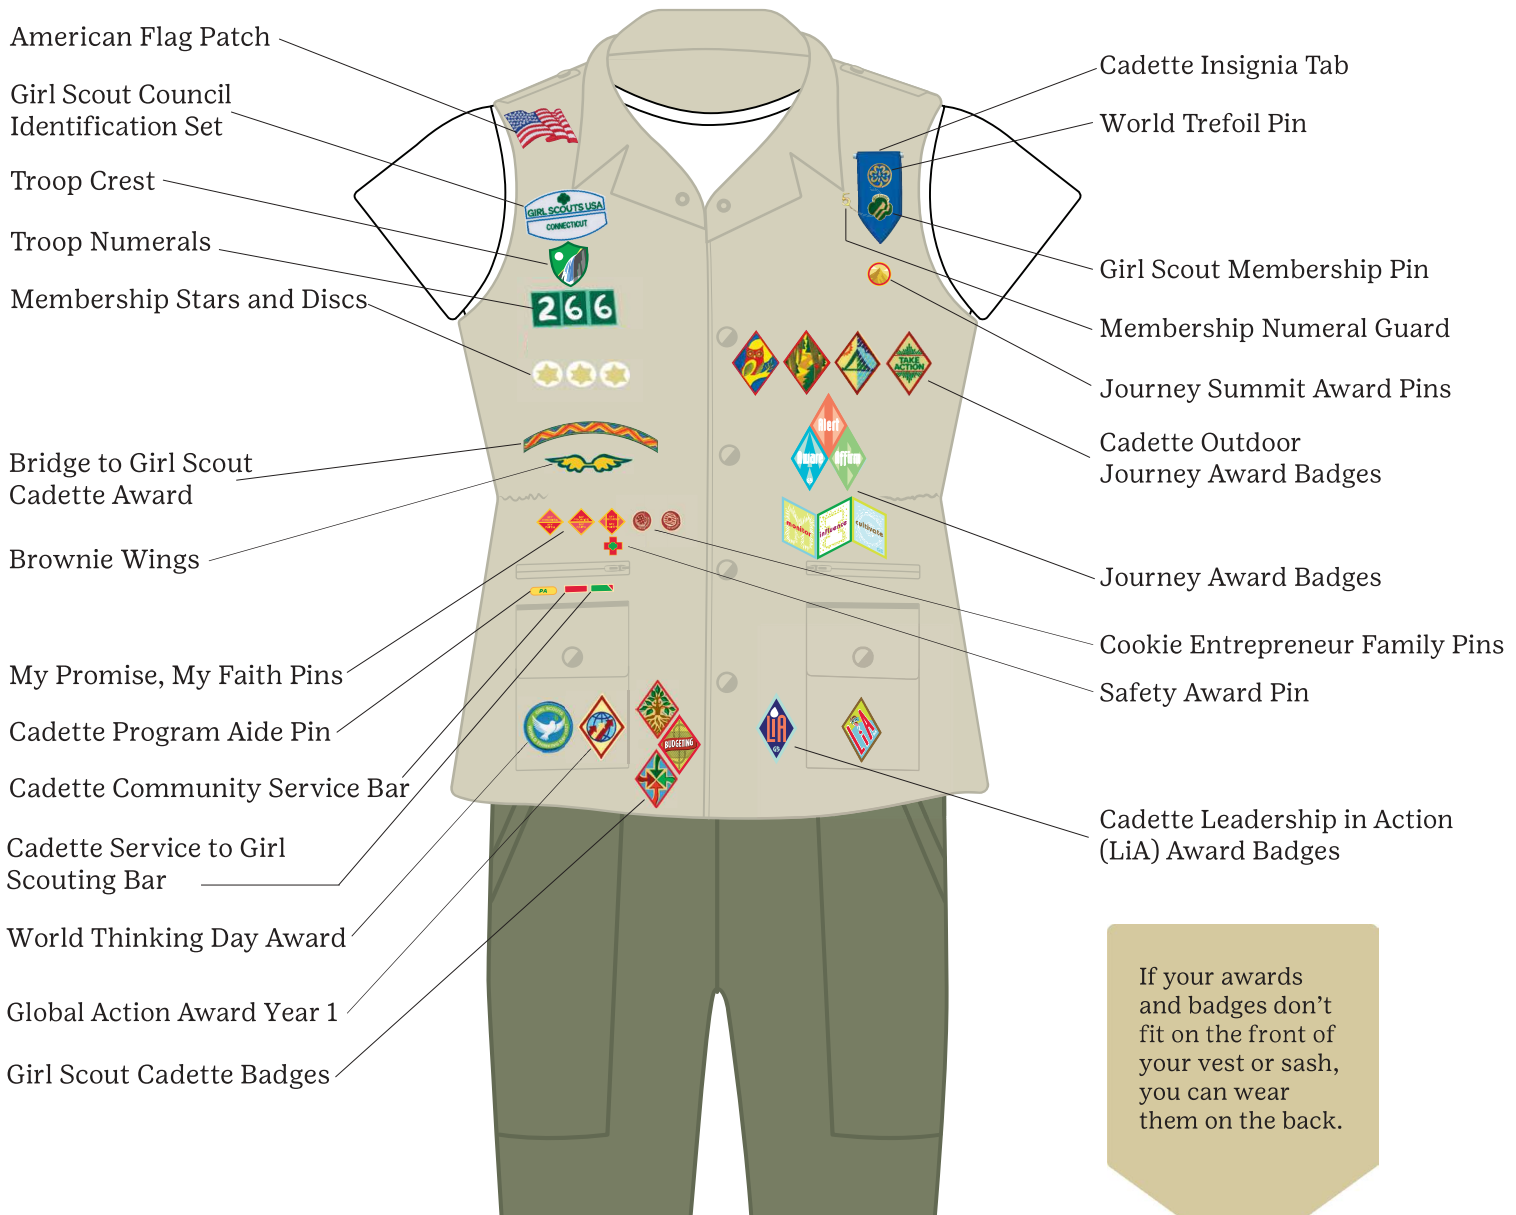 American Flag Patch
Girl Scout Council
Identification Set
Troop Crest
Troop Numerals
Membership Stars and Discs
Bridge to Girl Scout
Cadette Award
Brownie Wings
My Promise, My Faith Pins
Cadette Program Aide Pin
Cadette Community Service Bar
Cadette Service to Girl
Scouting Bar
World Thinking Day Award
Global Action Award Year 1
Girl Scout Cadette Badges
GIRL SCOUTS USA
CONNECTICUT
266
TAKE
ACTION
Alert
Aware
Affirm
monitor
influence
cultivate
PA
BUDGETING
LiA
GS
LiA
Cadette Insignia Tab
World Trefoil Pin
Girl Scout Membership Pin
Membership Numeral Guard
Journey Summit Award Pins
Cadette Outdoor
Journey Award Badges
Journey Award Badges
Cookie Entrepreneur Family Pins
Safety Award Pin
Cadette Leadership in Action
(LiA) Award Badges
If your awards
and badges don’t
fit on the front of
your vest or sash,
you can wear
them on the back.